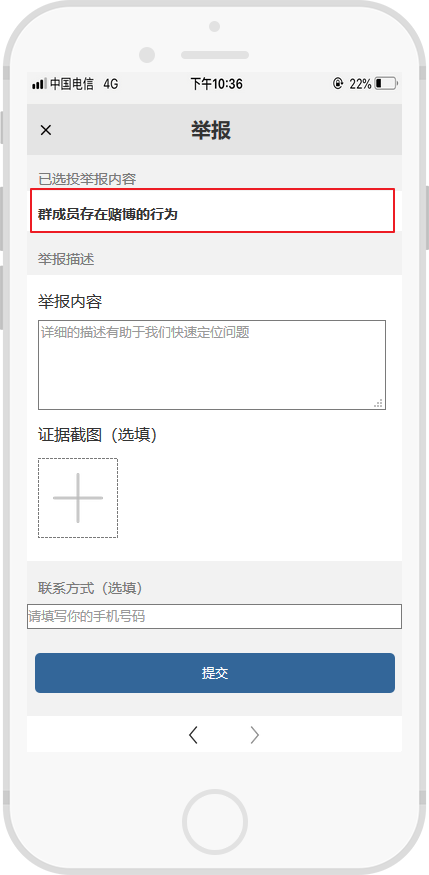 中国电信 4G 下午10:36 22%
× 举报
已选投举报内容
群成员存在赌博的行为
举报描述
举报内容
详细的描述有助于我们快速定位问题
证据截图（选填）
联系方式（选填）
请填写你的手机号码
提交